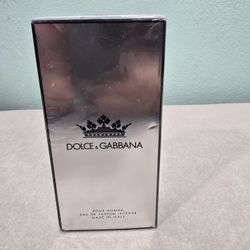 DOLCE & GABBANA
POUR HOMME
EAU DE PARFUM INTENSE
MADE IN ITALY